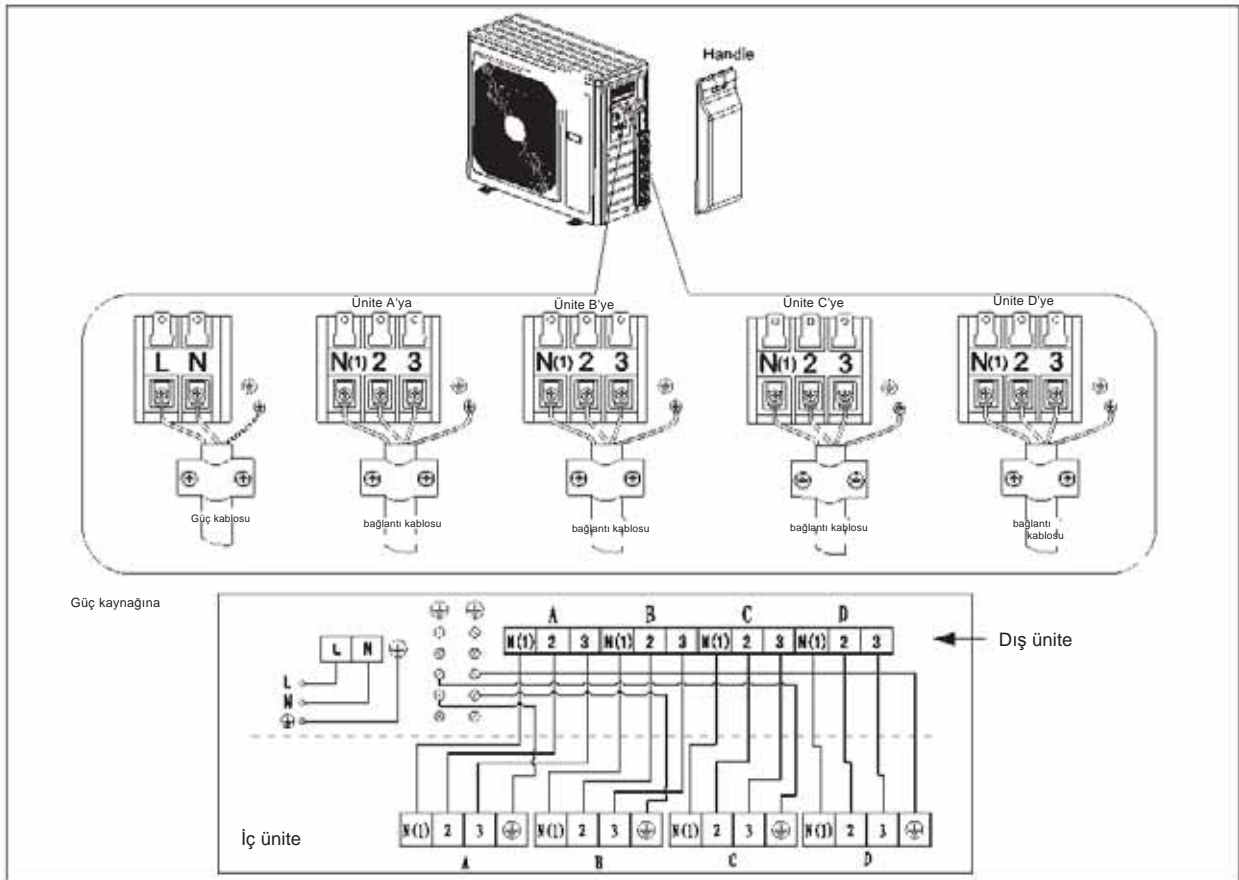 Handle
Ünite A'ya
Ünite B'ye
Ünite C'ye
Ünite D'ye
L N
N(1) 2 3
N(1) 2 3
N(1) 2 3
N(1) 2 3
Güç kablosu
bağlantı kablosu
bağlantı kablosu
bağlantı kablosu
bağlantı
kablosu
Güç kaynağına
A B C D
N(1) 2 3 N(1) 2 3 N(1) 2 3 N(1) 2 3
Dış ünite
L N
L
N
İç ünite
N(1) 2 3
N(1) 2 3
N(1) 2 3
N(1) 2 3
A B C D